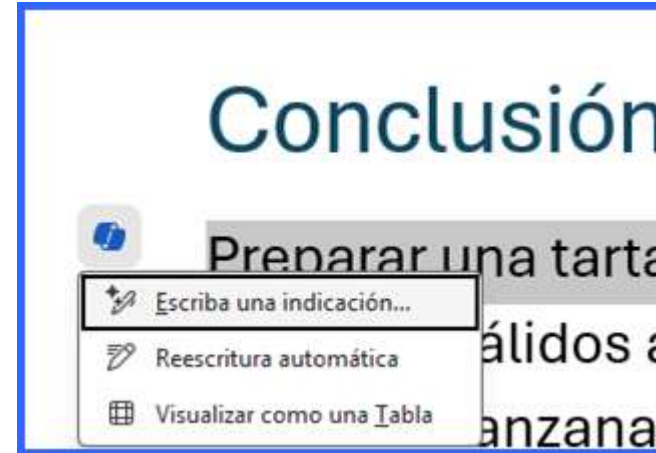 Conclusión
Preparar una tarta
Escriba una indicación...
álidos a
Reescritura automática
Visualizar como una Tabla
anzana